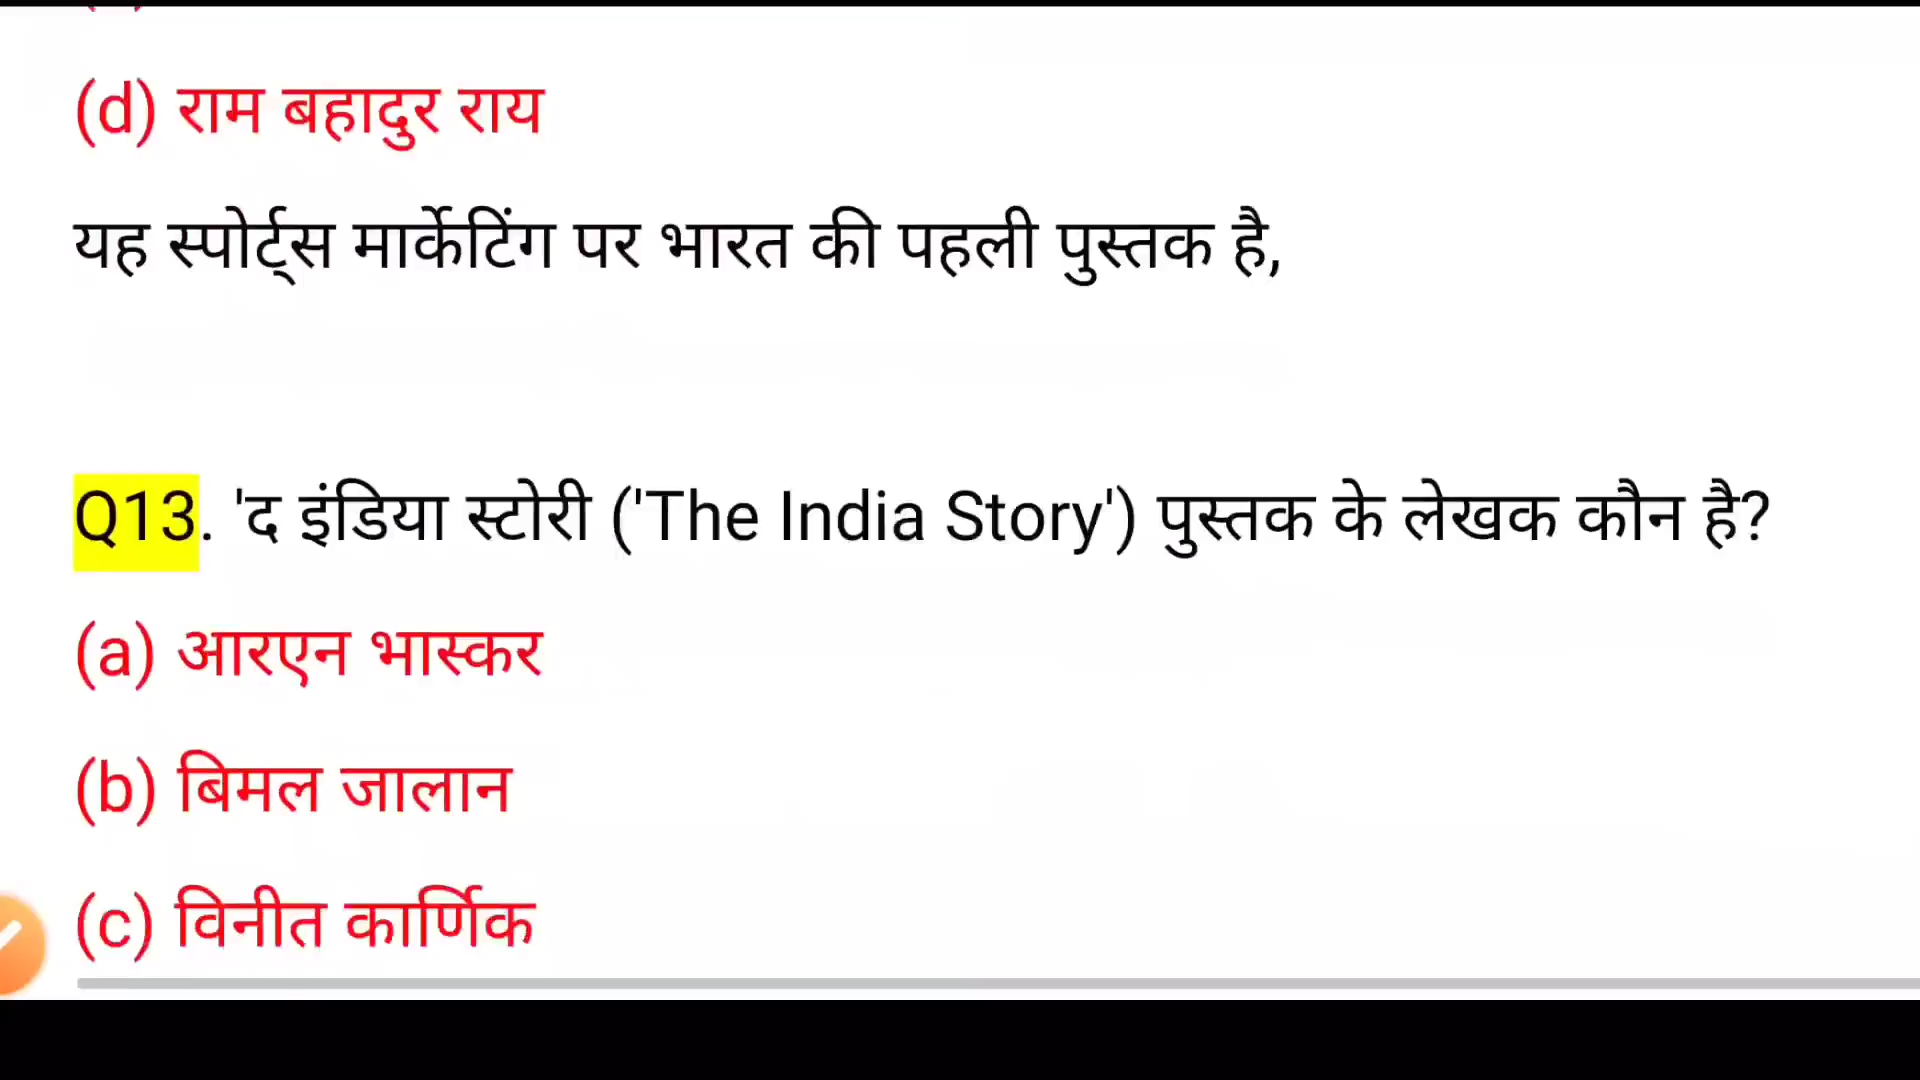 (d) राम बहादुर राय
यह स्पोर्ट्स मार्केटिंग पर भारत की पहली पुस्तक है,
Q13. 'द इंडिया स्टोरी ('The India Story') पुस्तक के लेखक कौन है?
(a) आरएन भास्कर
(b) बिमल जालान
(c) विनीत कार्णिक